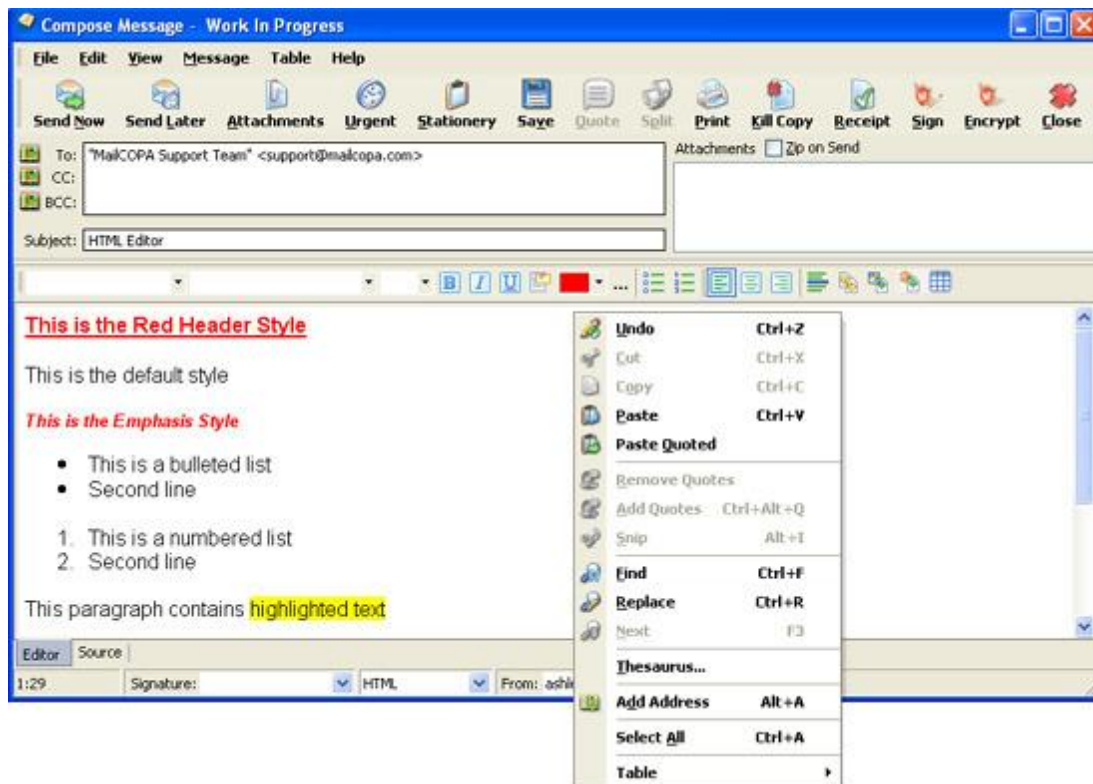 Compose Message - Work In Progress
File Edit View Message Table Help
Send Now Send Later Attachments Urgent Stationery Save Quote Split Print Kill Copy Receipt Sign Encrypt Close
To: "MailCOPA Support Team" <support@mailcopa.com>
CC:
BCC:
Attachments Zip on Send
Subject: HTML Editor
B I U ...
This is the Red Header Style
This is the default style
This is the Emphasis Style
• This is a bulleted list
• Second line
1. This is a numbered list
2. Second line
This paragraph contains highlighted text
Undo Ctrl+Z
Cut Ctrl+X
Copy Ctrl+C
Paste Ctrl+V
Paste Quoted
Remove Quotes
Add Quotes Ctrl+Alt+Q
Snip Alt+I
Find Ctrl+F
Replace Ctrl+R
Next F3
Thesaurus...
Add Address Alt+A
Select All Ctrl+A
Table
Editor Source
1:29 Signature: HTML From: